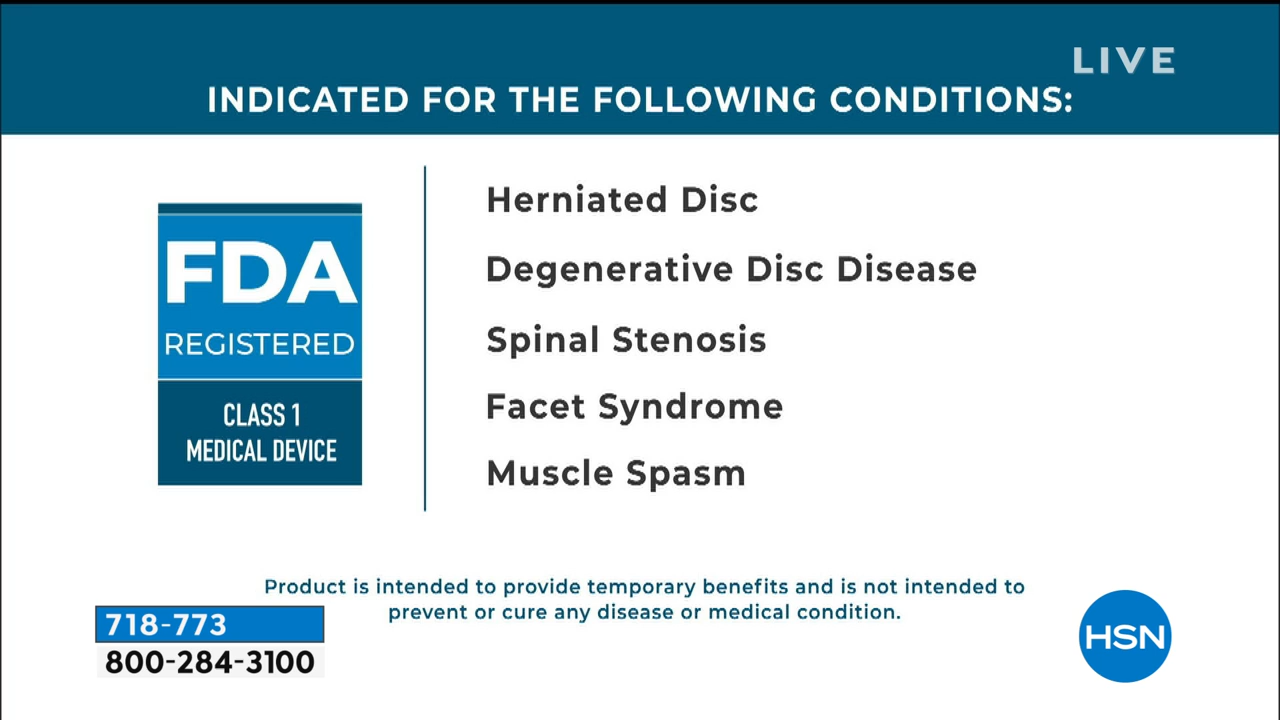 LIVE
INDICATED FOR THE FOLLOWING CONDITIONS:
FDA
REGISTERED
CLASS 1
MEDICAL DEVICE
Herniated Disc
Degenerative Disc Disease
Spinal Stenosis
Facet Syndrome
Muscle Spasm
Product is intended to provide temporary benefits and is not intended to
prevent or cure any disease or medical condition.
718-773
800-284-3100
HSN